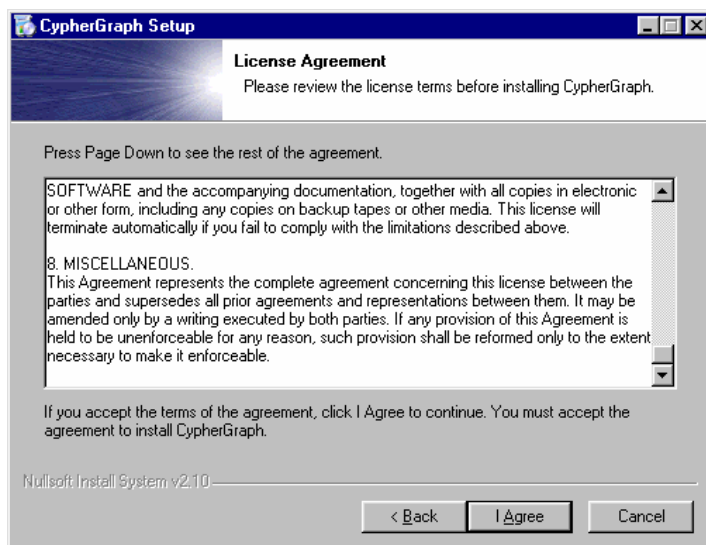 CypherGraph Setup
License Agreement
Please review the license terms before installing CypherGraph.
Press Page Down to see the rest of the agreement.
SOFTWARE and the accompanying documentation, together with all copies in electronic
or other form, including any copies on backup tapes or other media. This license will
terminate automatically if you fail to comply with the limitations described above.
8. MISCELLANEOUS.
This Agreement represents the complete agreement concerning this license between the
parties and supersedes all prior agreements and representations between them. It may be
amended only by a writing executed by both parties. If any provision of this Agreement is
held to be unenforceable for any reason, such provision shall be reformed only to the extent
necessary to make it enforceable.
If you accept the terms of the agreement, click I Agree to continue. You must accept the
agreement to install CypherGraph.
Nullsoft Install System v2.10
< Back I Agree Cancel